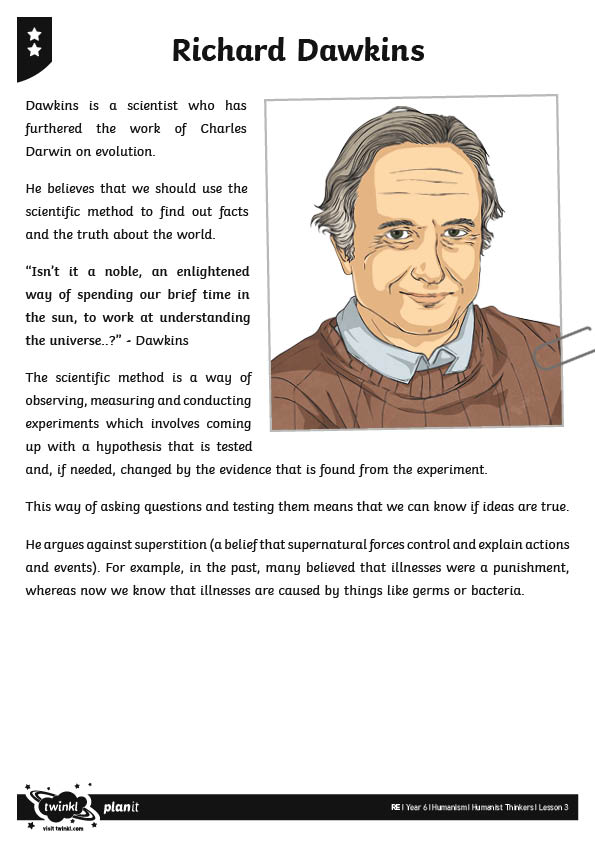 Richard Dawkins
Dawkins is a scientist who has
furthered the work of Charles
Darwin on evolution.
He believes that we should use the
scientific method to find out facts
and the truth about the world.
“Isn’t it a noble, an enlightened
way of spending our brief time in
the sun, to work at understanding
the universe..?” - Dawkins
The scientific method is a way of
observing, measuring and conducting
experiments which involves coming
up with a hypothesis that is tested
and, if needed, changed by the evidence that is found from the experiment.
This way of asking questions and testing them means that we can know if ideas are true.
He argues against superstition (a belief that supernatural forces control and explain actions
and events). For example, in the past, many believed that illnesses were a punishment,
whereas now we know that illnesses are caused by things like germs or bacteria.
twinkl planit
visit twinkl.com
RE | Year 6 | Humanism | Humanist Thinkers | Lesson 3